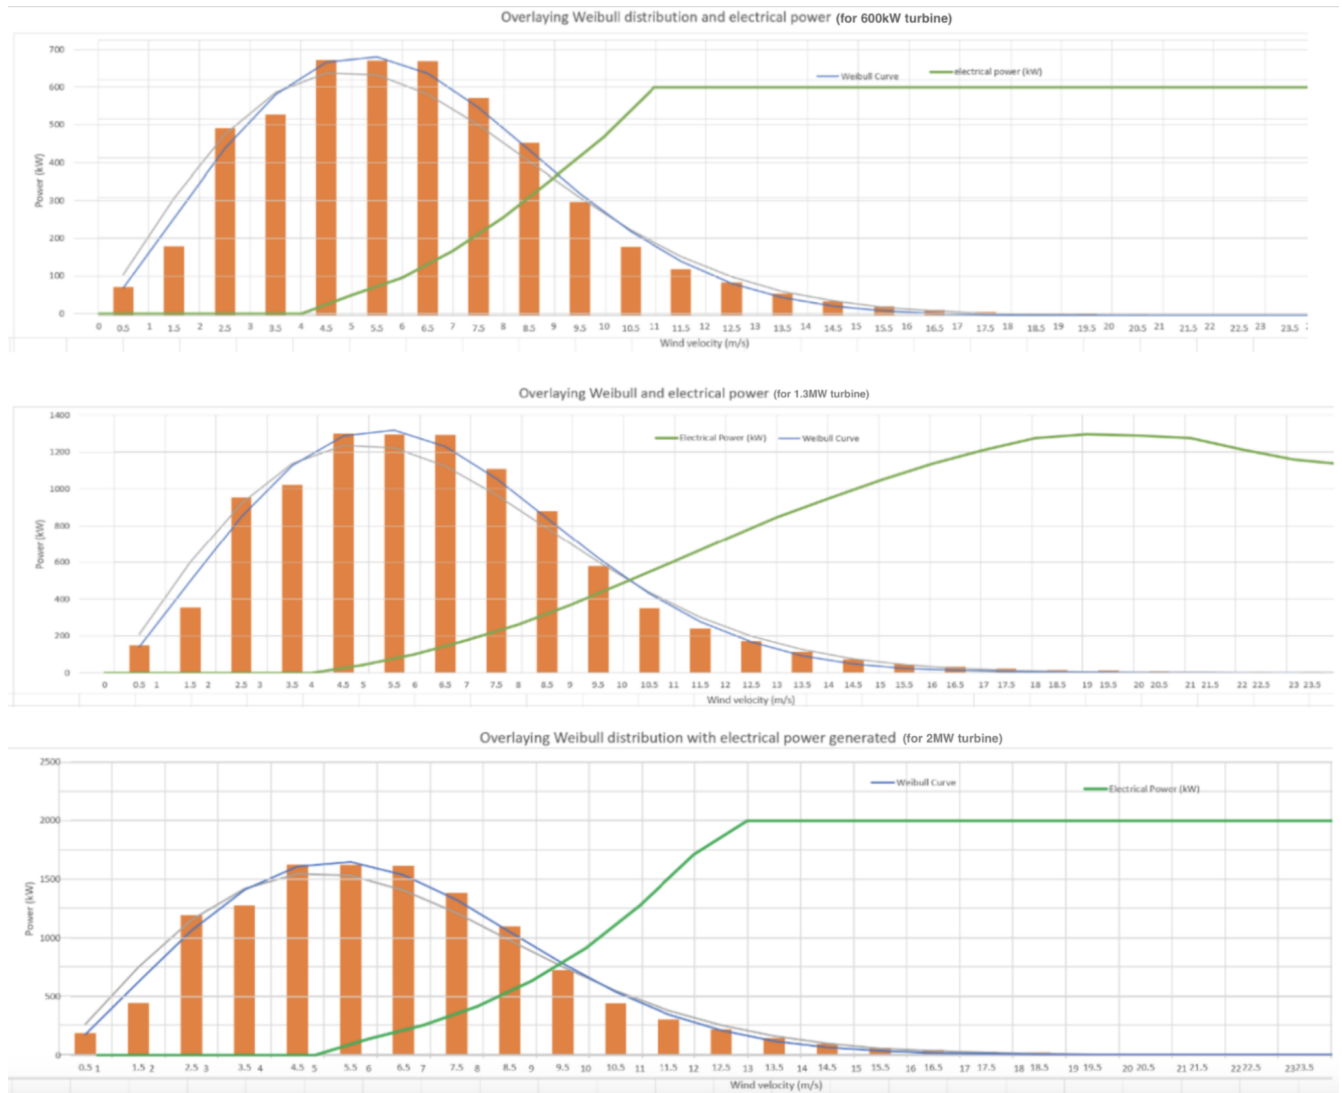 Overlaying Weibull distribution and electrical power (for 600kW turbine)
Weibull Curve electrical power (kW)
700
600
500
400
300
200
100
0
Power (kW)
0 0.5 1 1.5 2 2.5 3 3.5 4 4.5 5 5.5 6 6.5 7 7.5 8 8.5 9 9.5 10 10.5 11 11.5 12 12.5 13 13.5 14 14.5 15 15.5 16 16.5 17 17.5 18 18.5 19 19.5 20 20.5 21 21.5 22 22.5 23 23.5
Wind velocity (m/s)
Overlaying Weibull and electrical power (for 1.3MW turbine)
Electrical Power (kW) Weibull Curve
1400
1200
1000
800
600
400
200
0
Power (kW)
0 0.5 1 1.5 2 2.5 3 3.5 4 4.5 5 5.5 6 6.5 7 7.5 8 8.5 9 9.5 10 10.5 11 11.5 12 12.5 13 13.5 14 14.5 15 15.5 16 16.5 17 17.5 18 18.5 19 19.5 20 20.5 21 21.5 22 22.5 23 23.5
Wind velocity (m/s)
Overlaying Weibull distribution with electrical power generated (for 2MW turbine)
Weibull Curve Electrical Power (kW)
2500
2000
1500
1000
500
0
Power (kW)
0.5 1 1.5 2 2.5 3 3.5 4 4.5 5 5.5 6 6.5 7 7.5 8 8.5 9 9.5 10 10.5 11 11.5 12 12.5 13 13.5 14 14.5 15 15.5 16 16.5 17 17.5 18 18.5 19 19.5 20 20.5 21 21.5 22 22.5 23 23.5
Wind velocity (m/s)